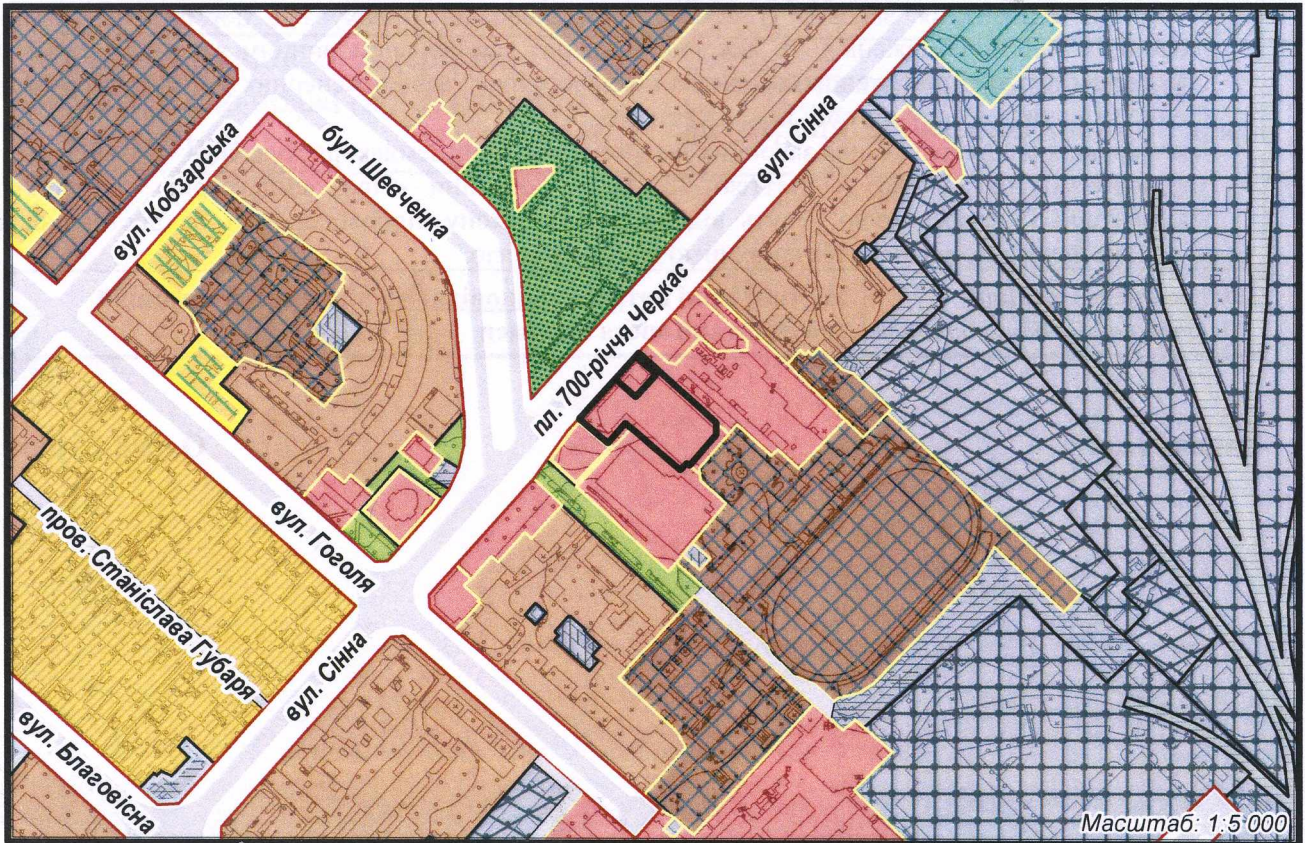 вул. Кобзарська
бул. Шевченка
вул. Сінна
пл. 700-річчя Черкас
вул. Гоголя
пров. Станіслава Губаря
вул. Сінна
вул. Благовісна
Масштаб: 1:5 000